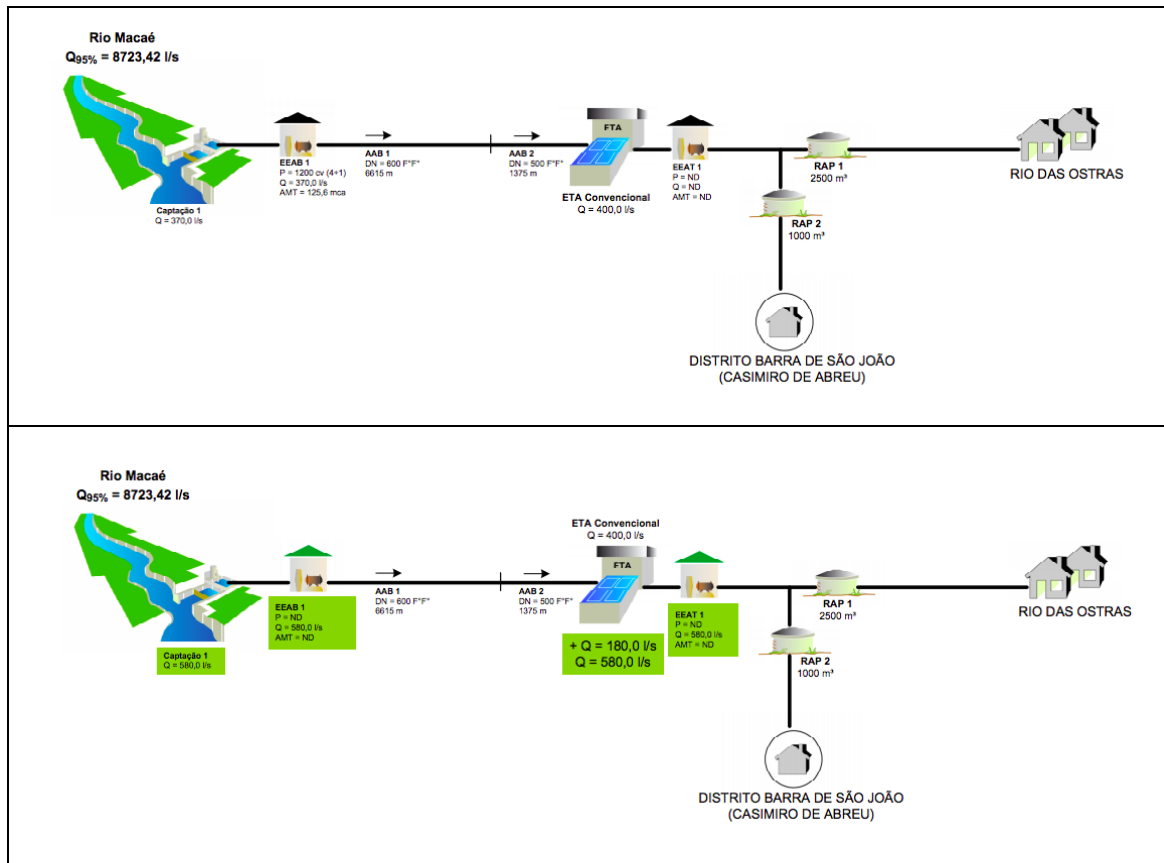 Rio Macaé
Q95% = 8723,42 l/s
EEAB 1
P = 1200 cv (4+1)
Q = 370,0 l/s
AMT = 125,6 mca
Captação 1
Q = 370,0 l/s
AAB 1
DN = 600 F°F°
6615 m
AAB 2
DN = 500 F°F°
1375 m
FTA
ETA Convencional
Q = 400,0 l/s
EEAT 1
P = ND
Q = ND
AMT = ND
RAP 1
2500 m³
RAP 2
1000 m³
RIO DAS OSTRAS
DISTRITO BARRA DE SÃO JOÃO
(CASIMIRO DE ABREU)
Rio Macaé
Q95% = 8723,42 l/s
EEAB 1
P = ND
Q = 580,0 l/s
AMT = ND
Captação 1
Q = 580,0 l/s
AAB 1
DN = 600 F°F°
6615 m
AAB 2
DN = 500 F°F°
1375 m
ETA Convencional
Q = 400,0 l/s
FTA
+ Q = 180,0 l/s
Q = 580,0 l/s
EEAT 1
P = ND
Q = 580,0 l/s
AMT = ND
RAP 1
2500 m³
RAP 2
1000 m³
RIO DAS OSTRAS
DISTRITO BARRA DE SÃO JOÃO
(CASIMIRO DE ABREU)